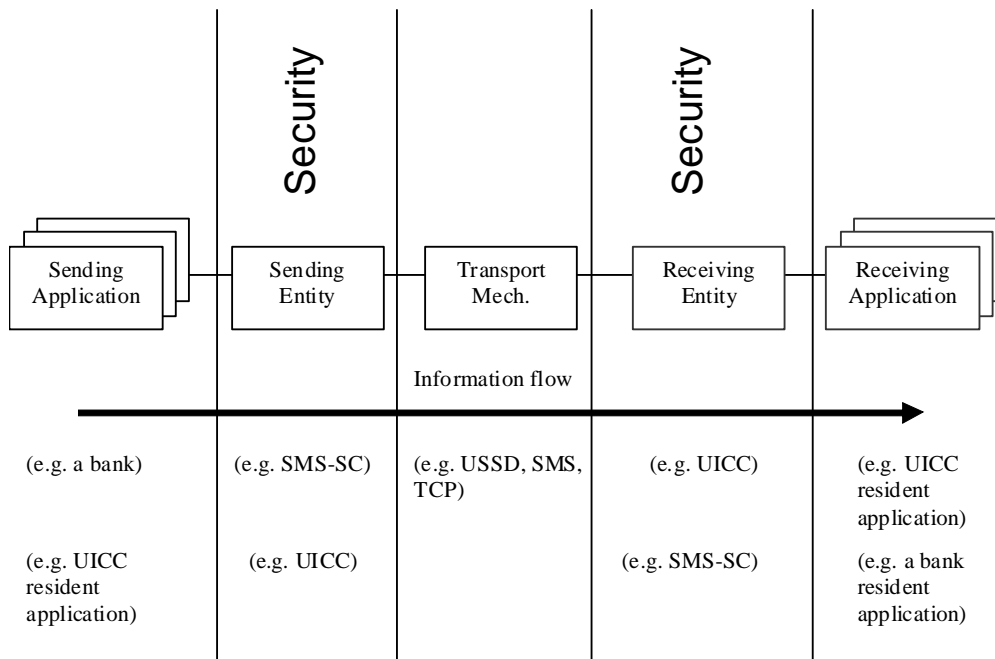 Security
Security
Sending
Application
Sending
Entity
Transport
Mech.
Receiving
Entity
Receiving
Application
Information flow
(e.g. a bank)
(e.g. SMS-SC)
(e.g. USSD, SMS,
TCP)
(e.g. UICC)
(e.g. UICC
resident
application)
(e.g. UICC
resident
application)
(e.g. UICC)
(e.g. SMS-SC)
(e.g. a bank
resident
application)